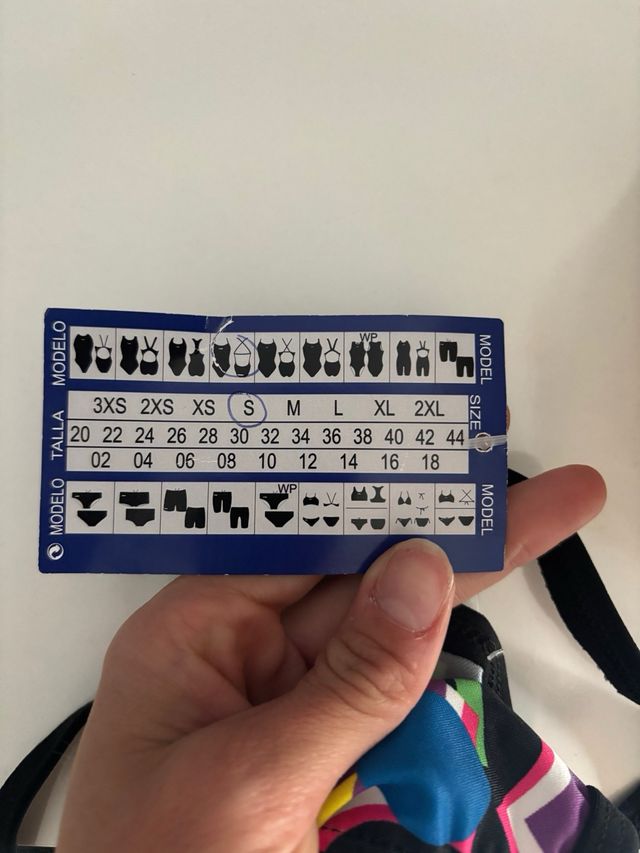 MODELO
MODEL
WP
TALLA
SIZE
3XS 2XS XS S M L XL 2XL
20 22 24 26 28 30 32 34 36 38 40 42 44
02 04 06 08 10 12 14 16 18
MODELO
MODEL
WP